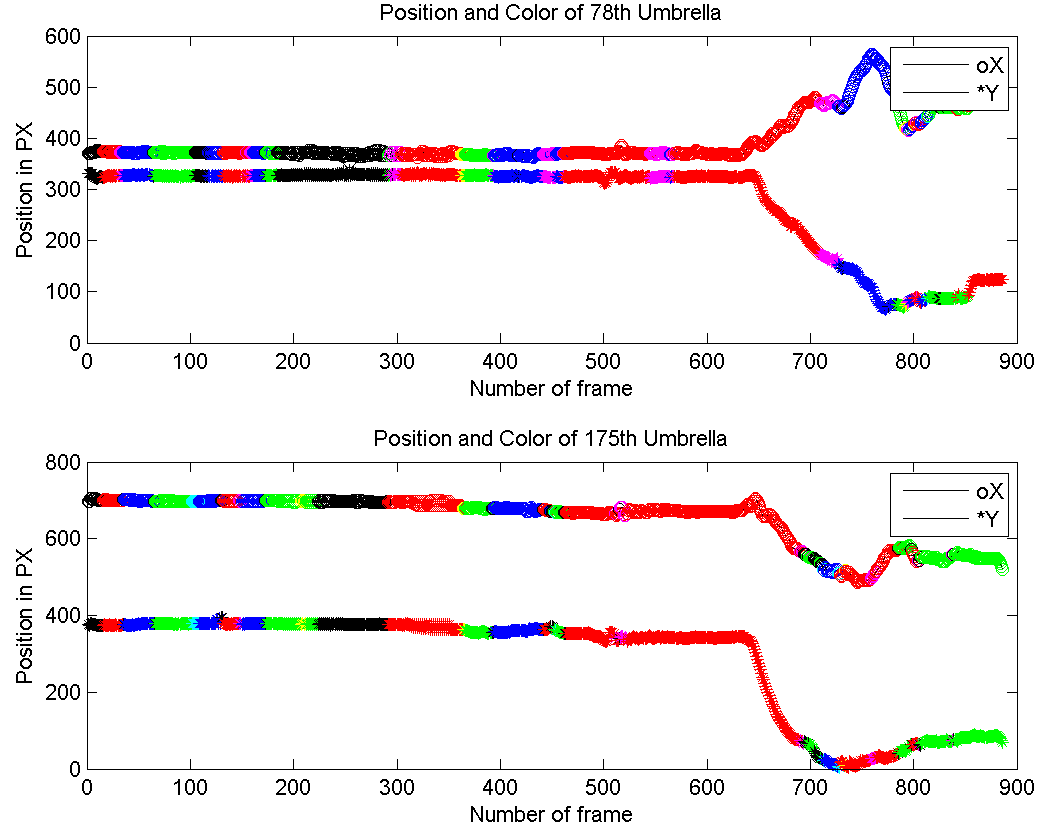 Position and Color of 78th Umbrella
600
500
400
300
200
100
0
Position in PX
oX
*Y
0 100 200 300 400 500 600 700 800 900
Number of frame
Position and Color of 175th Umbrella
800
600
400
200
0
Position in PX
oX
*Y
0 100 200 300 400 500 600 700 800 900
Number of frame